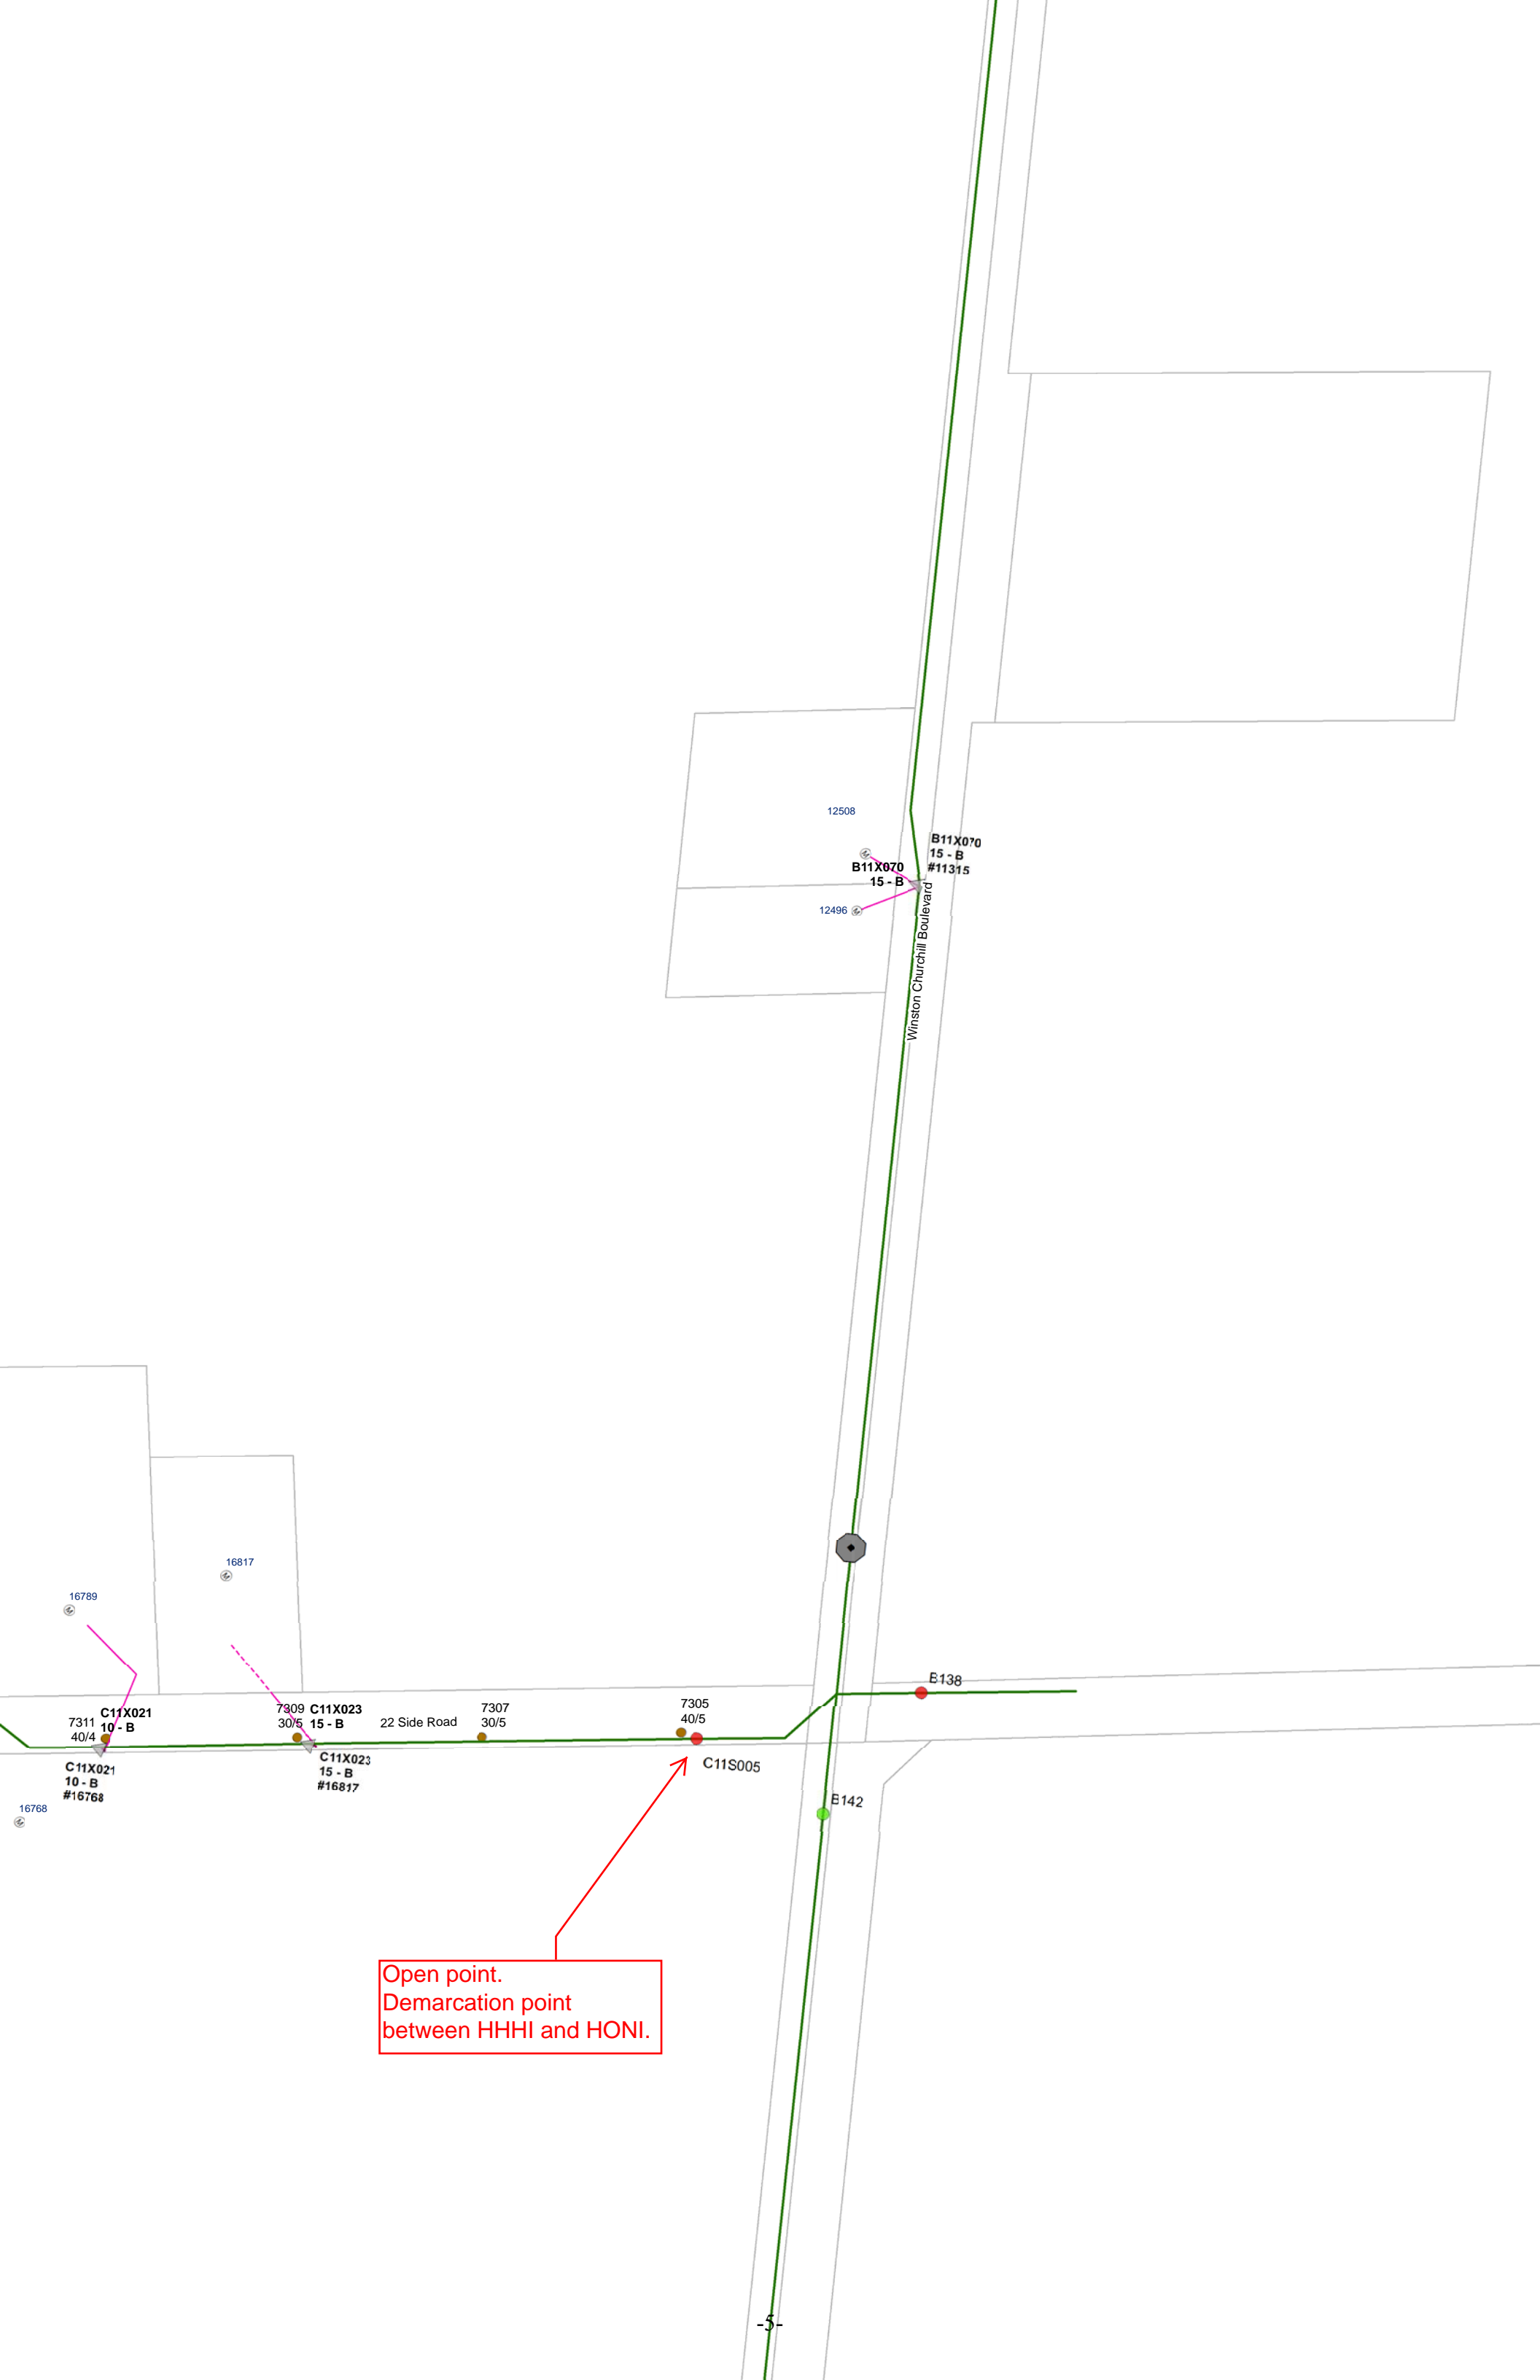 12508
B11X070
15 - B
#11315
B11X070
15 - B
12496
Winston Churchill Boulevard
16817
16789
B138
7311
40/4
C11X021
10 - B
7309
30/5
C11X023
15 - B
22 Side Road
7307
30/5
7305
40/5
C11X021
10 - B
#16768
C11X023
15 - B
#16817
C11S005
B142
16768
Open point.
Demarcation point
between HHHI and HONI.
-5-